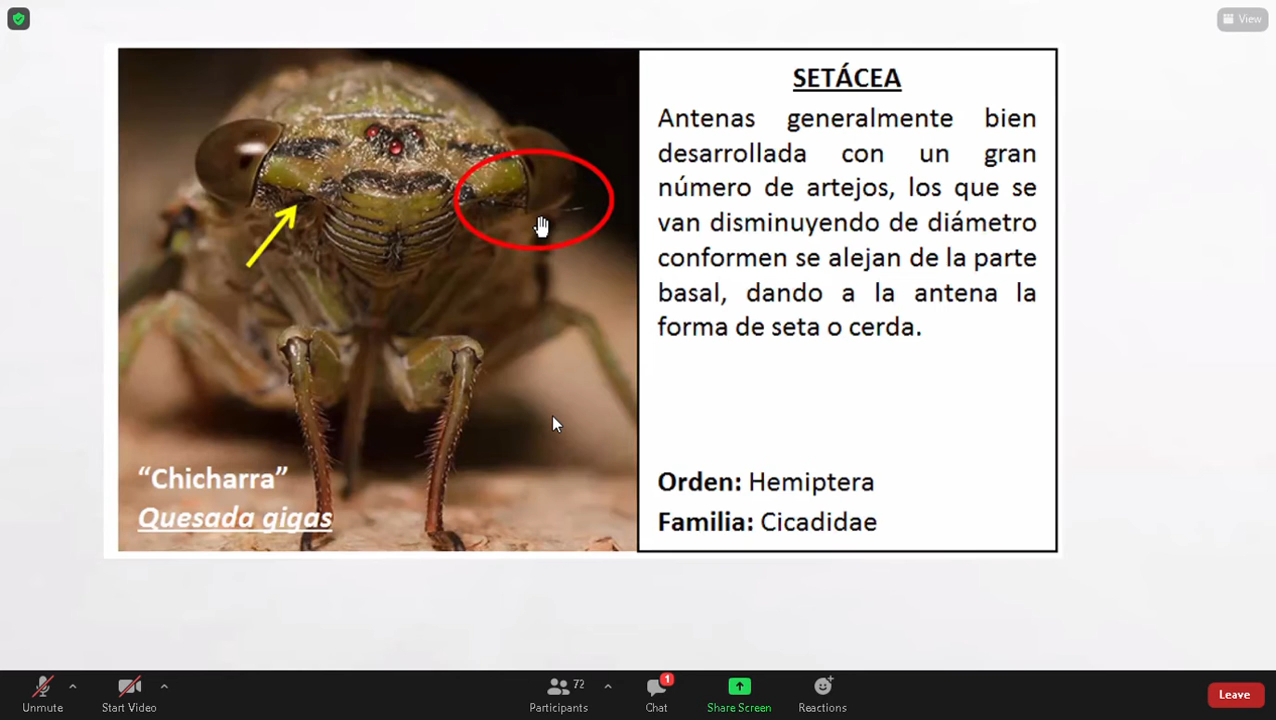 View
SETÁCEA
Antenas generalmente bien
desarrollada con un gran
número de artejos, los que se
van disminuyendo de diámetro
conformen se alejan de la parte
basal, dando a la antena la
forma de seta o cerda.
“Chicharra”
Quesada gigas
Orden: Hemiptera
Familia: Cicadidae
72
1
Unmute
Start Video
Participants
Chat
Share Screen
Reactions
Leave